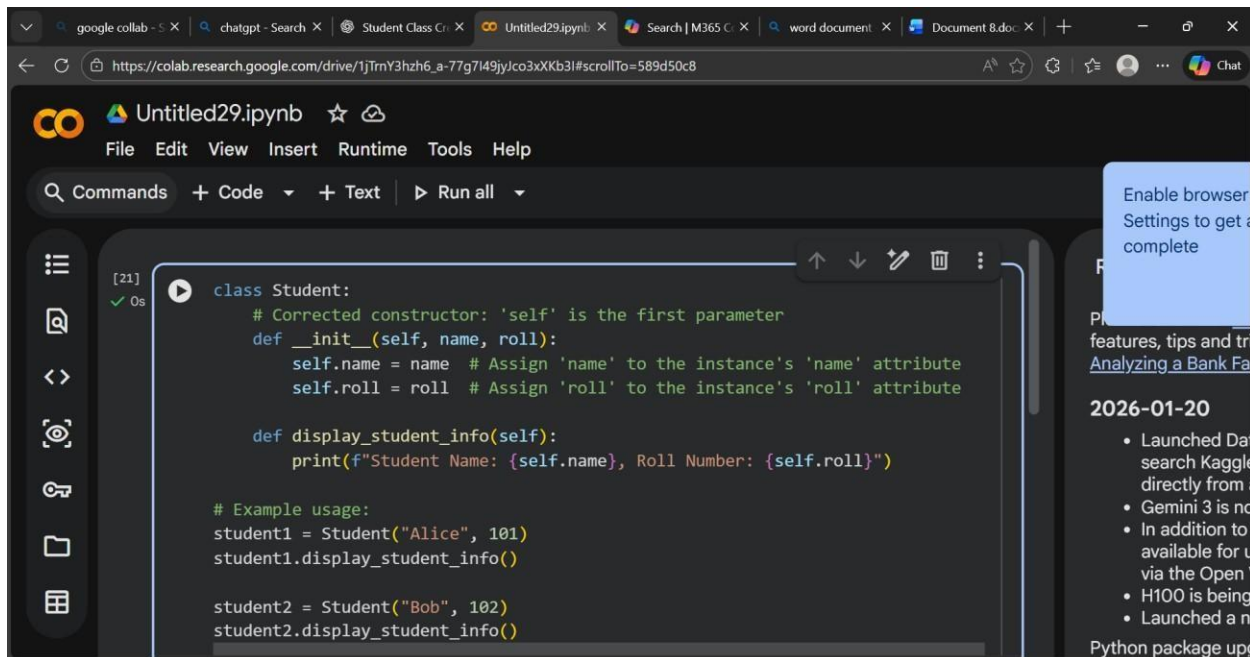 google collab - S
chatgpt - Search
Student Class Cr
Untitled29.ipynb
Search | M365 C
word document
Document 8.doc
https://colab.research.google.com/drive/1jTrnY3hzh6_a-77g7I49jyJco3xXKb3I#scrollTo=589d50c8
Chat
CO
Untitled29.ipynb
File Edit View Insert Runtime Tools Help
Commands + Code + Text Run all
Enable browser
Settings to get a
complete
[21]
0s
class Student:
# Corrected constructor: 'self' is the first parameter
def __init__(self, name, roll):
self.name = name # Assign 'name' to the instance's 'name' attribute
self.roll = roll # Assign 'roll' to the instance's 'roll' attribute
def display_student_info(self):
print(f"Student Name: {self.name}, Roll Number: {self.roll}")
# Example usage:
student1 = Student("Alice", 101)
student1.display_student_info()
student2 = Student("Bob", 102)
student2.display_student_info()
features, tips and tr
Analyzing a Bank Fa
2026-01-20
• Launched Da
search Kaggle
directly from
• Gemini 3 is no
• In addition to
available for u
via the Open
• H100 is being
• Launched a n
Python package up